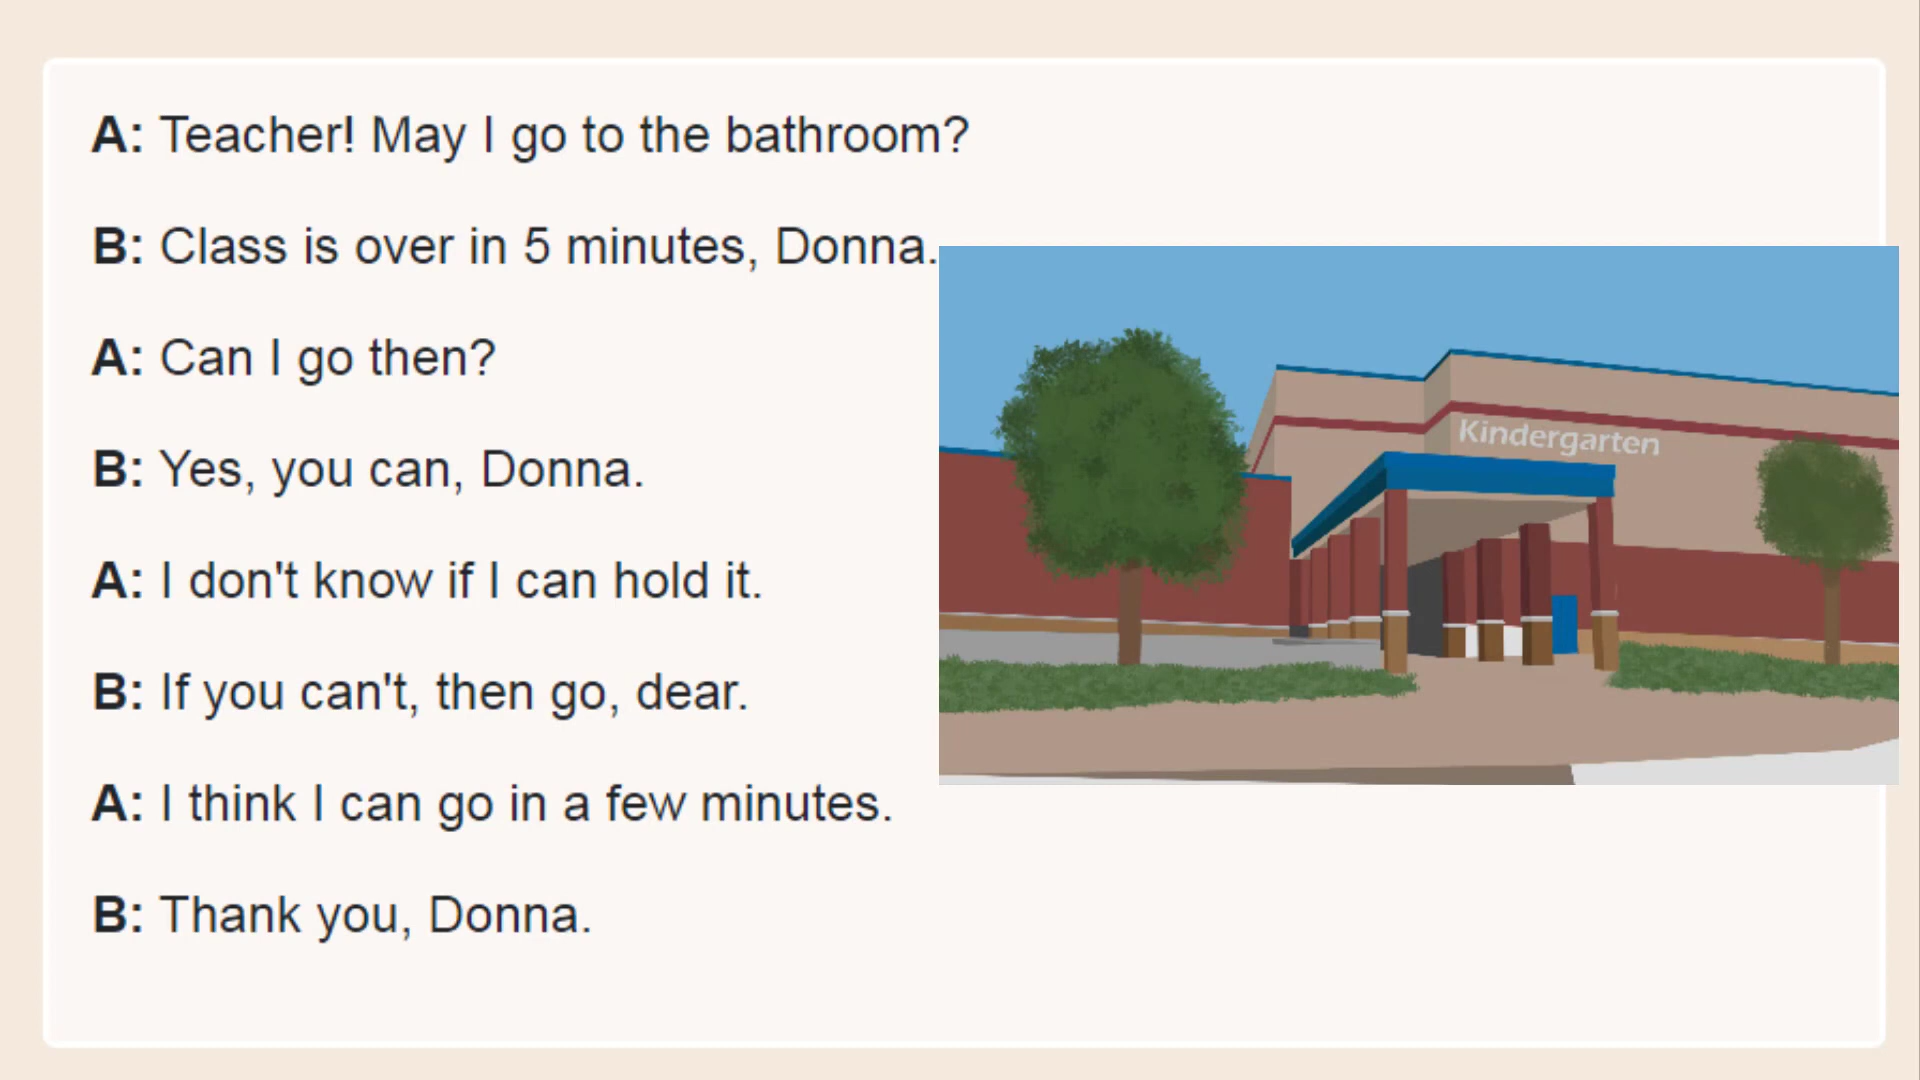 A: Teacher! May I go to the bathroom?
B: Class is over in 5 minutes, Donna.
A: Can I go then?
B: Yes, you can, Donna.
A: I don't know if I can hold it.
B: If you can't, then go, dear.
A: I think I can go in a few minutes.
B: Thank you, Donna.
Kindergarten